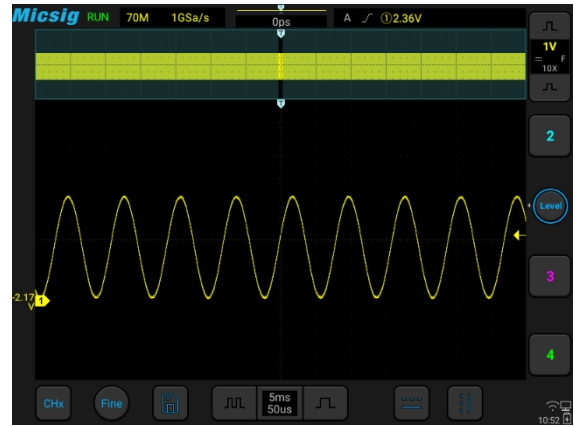 Micsig RUN 70M 1GSa/s 0ps A ①2.36V
T
1V
F
10X
T
2
Level
-2.17
V
1
3
4
CHx Fine 5ms
50us
10:52